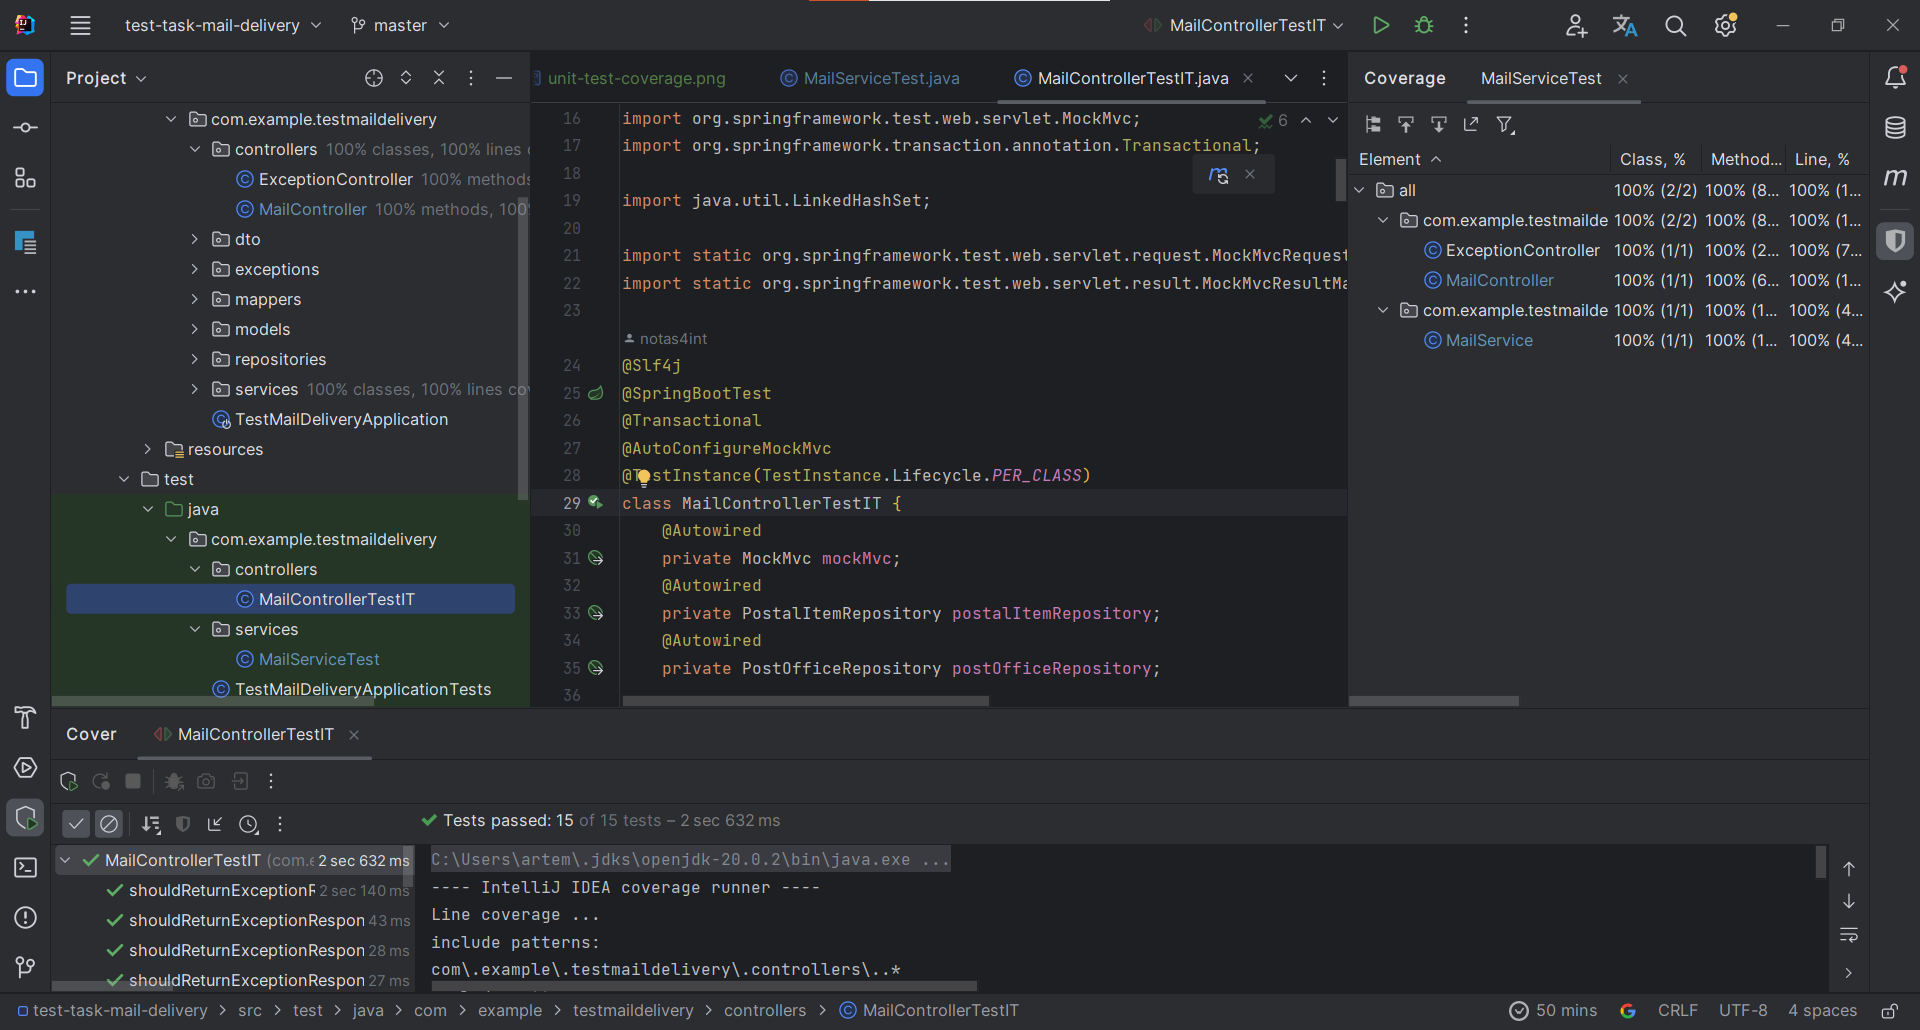 test-task-mail-delivery
master
MailControllerTestIT
Project
com.example.testmaildelivery
controllers 100% classes, 100% lines
ExceptionController 100% methods
MailController 100% methods, 100
dto
exceptions
mappers
models
repositories
services 100% classes, 100% lines co
TestMailDeliveryApplication
resources
test
java
com.example.testmaildelivery
controllers
MailControllerTestIT
services
MailServiceTest
TestMailDeliveryApplicationTests
unit-test-coverage.png
MailServiceTest.java
MailControllerTestIT.java
6
16 import org.springframework.test.web.servlet.MockMvc;
17 import org.springframework.transaction.annotation.Transactional;
18
19 import java.util.LinkedHashSet;
20
21 import static org.springframework.test.web.servlet.request.MockMvcRequest
22 import static org.springframework.test.web.servlet.result.MockMvcResultMa
23
notas4int
24 @Slf4j
25 @SpringBootTest
26 @Transactional
27 @AutoConfigureMockMvc
28 @TestInstance(TestInstance.Lifecycle.PER_CLASS)
29 class MailControllerTestIT {
30 @Autowired
31 private MockMvc mockMvc;
32 @Autowired
33 private PostalItemRepository postalItemRepository;
34 @Autowired
35 private PostOfficeRepository postOfficeRepository;
36
Coverage
MailServiceTest
Element Class, % Method... Line, %
all 100% (2/2) 100% (8... 100% (1...
com.example.testmailde 100% (2/2) 100% (8... 100% (1...
ExceptionController 100% (1/1) 100% (2... 100% (7...
MailController 100% (1/1) 100% (6... 100% (1...
com.example.testmailde 100% (1/1) 100% (1... 100% (4...
MailService 100% (1/1) 100% (1... 100% (4...
Cover
MailControllerTestIT
Tests passed: 15 of 15 tests – 2 sec 632 ms
MailControllerTestIT (com.e 2 sec 632 ms
shouldReturnExceptionR 2 sec 140 ms
shouldReturnExceptionRespon 43 ms
shouldReturnExceptionRespon 28 ms
shouldReturnExceptionRespon 27 ms
C:\Users\artem\.jdks\openjdk-20.0.2\bin\java.exe ...
---- IntelliJ IDEA coverage runner ----
Line coverage ...
include patterns:
com\.example\.testmaildelivery\.controllers\..*
test-task-mail-delivery > src > test > java > com > example > testmaildelivery > controllers > MailControllerTestIT
50 mins
CRLF
UTF-8
4 spaces